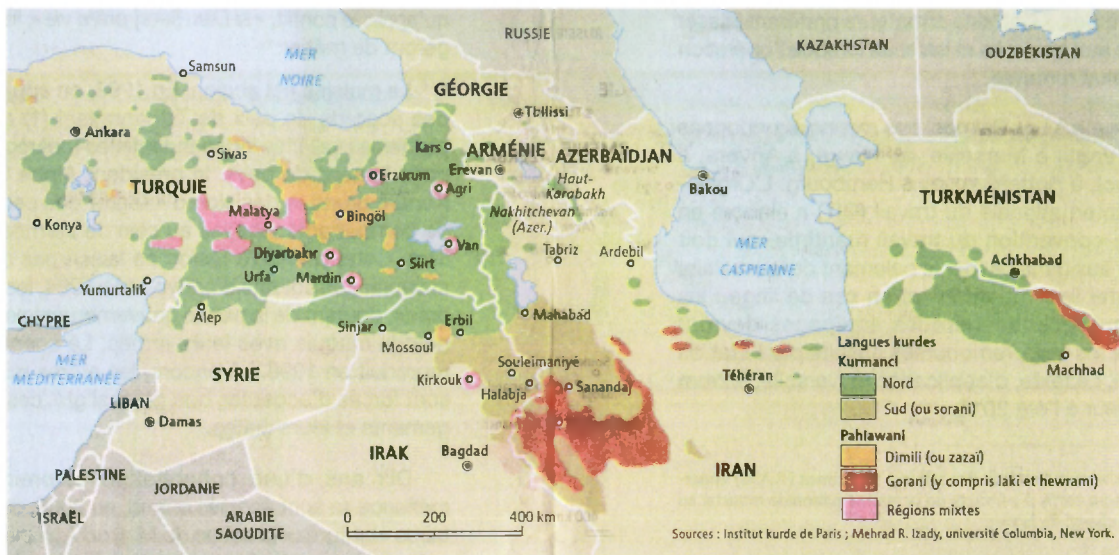 RUSSIE
KAZAKHSTAN
OUZBÉKISTAN
MER
NOIRE
Samsun
GÉORGIE
Tbilissi
Ankara
Sivas
Kars
ARMÉNIE
Erevan
AZERBAÏDJAN
Haut-
Karabakh
Bakou
TURKMÉNISTAN
TURQUIE
Erzurum
Agri
Nakhitchevan
(Azer.)
Konya
Malatya
Bingöl
Diyarbakır
Van
Tabriz
Ardebil
MER
CASPIENNE
Achkhabad
Urfa
Mardin
Siirt
Yumurtalik
CHYPRE
Alep
Sinjar
Mossoul
Erbil
Mahabad
MER
MÉDITERRANÉE
SYRIE
Kirkouk
Souleimaniyé
Halabja
Sanandaj
Téhéran
Machhad
LIBAN
Damas
IRAK
Bagdad
IRAN
PALESTINE
JORDANIE
ISRAËL
ARABIE
SAOUDITE
0 200 400 km
Langues kurdes
Kurmanci
Nord
Sud (ou sorani)
Pahlawani
Dimili (ou zazaï)
Gorani (y compris laki et hewrami)
Régions mixtes
Sources : Institut kurde de Paris ; Mehrad R. Izady, université Columbia, New York.